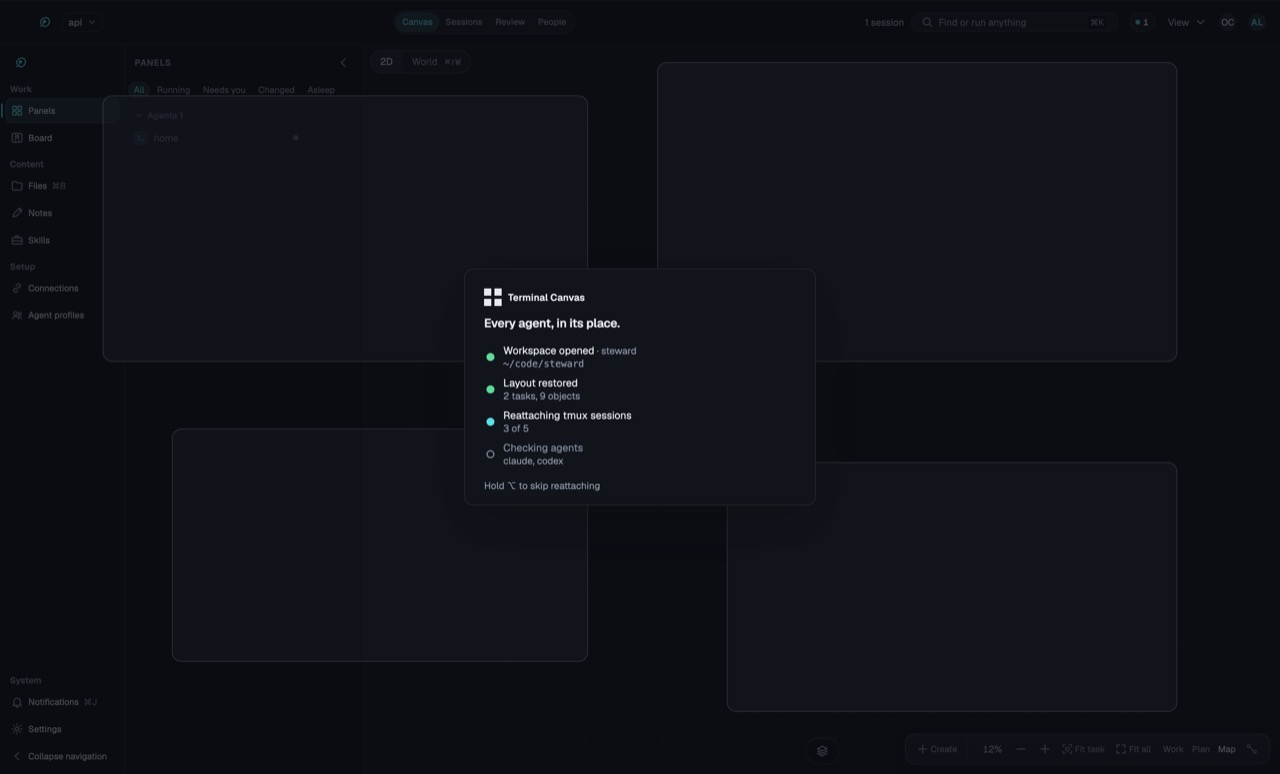 api
Canvas Sessions Review People
1 session
Find or run anything ⌘K
1
View
OC
AL
PANELS
2D World ⌘⇧W
Work
All Running Needs you Changed Asleep
Panels
Agents 1
Board
home
Content
Files ⌘B
Notes
Skills
Setup
Connections
Agent profiles
Terminal Canvas
Every agent, in its place.
Workspace opened · steward
~/code/steward
Layout restored
2 tasks, 9 objects
Reattaching tmux sessions
3 of 5
Checking agents
claude, codex
Hold ⌥ to skip reattaching
System
Notifications ⌘J
Settings
Collapse navigation
Create 12% Fit task Fit all Work Plan Map